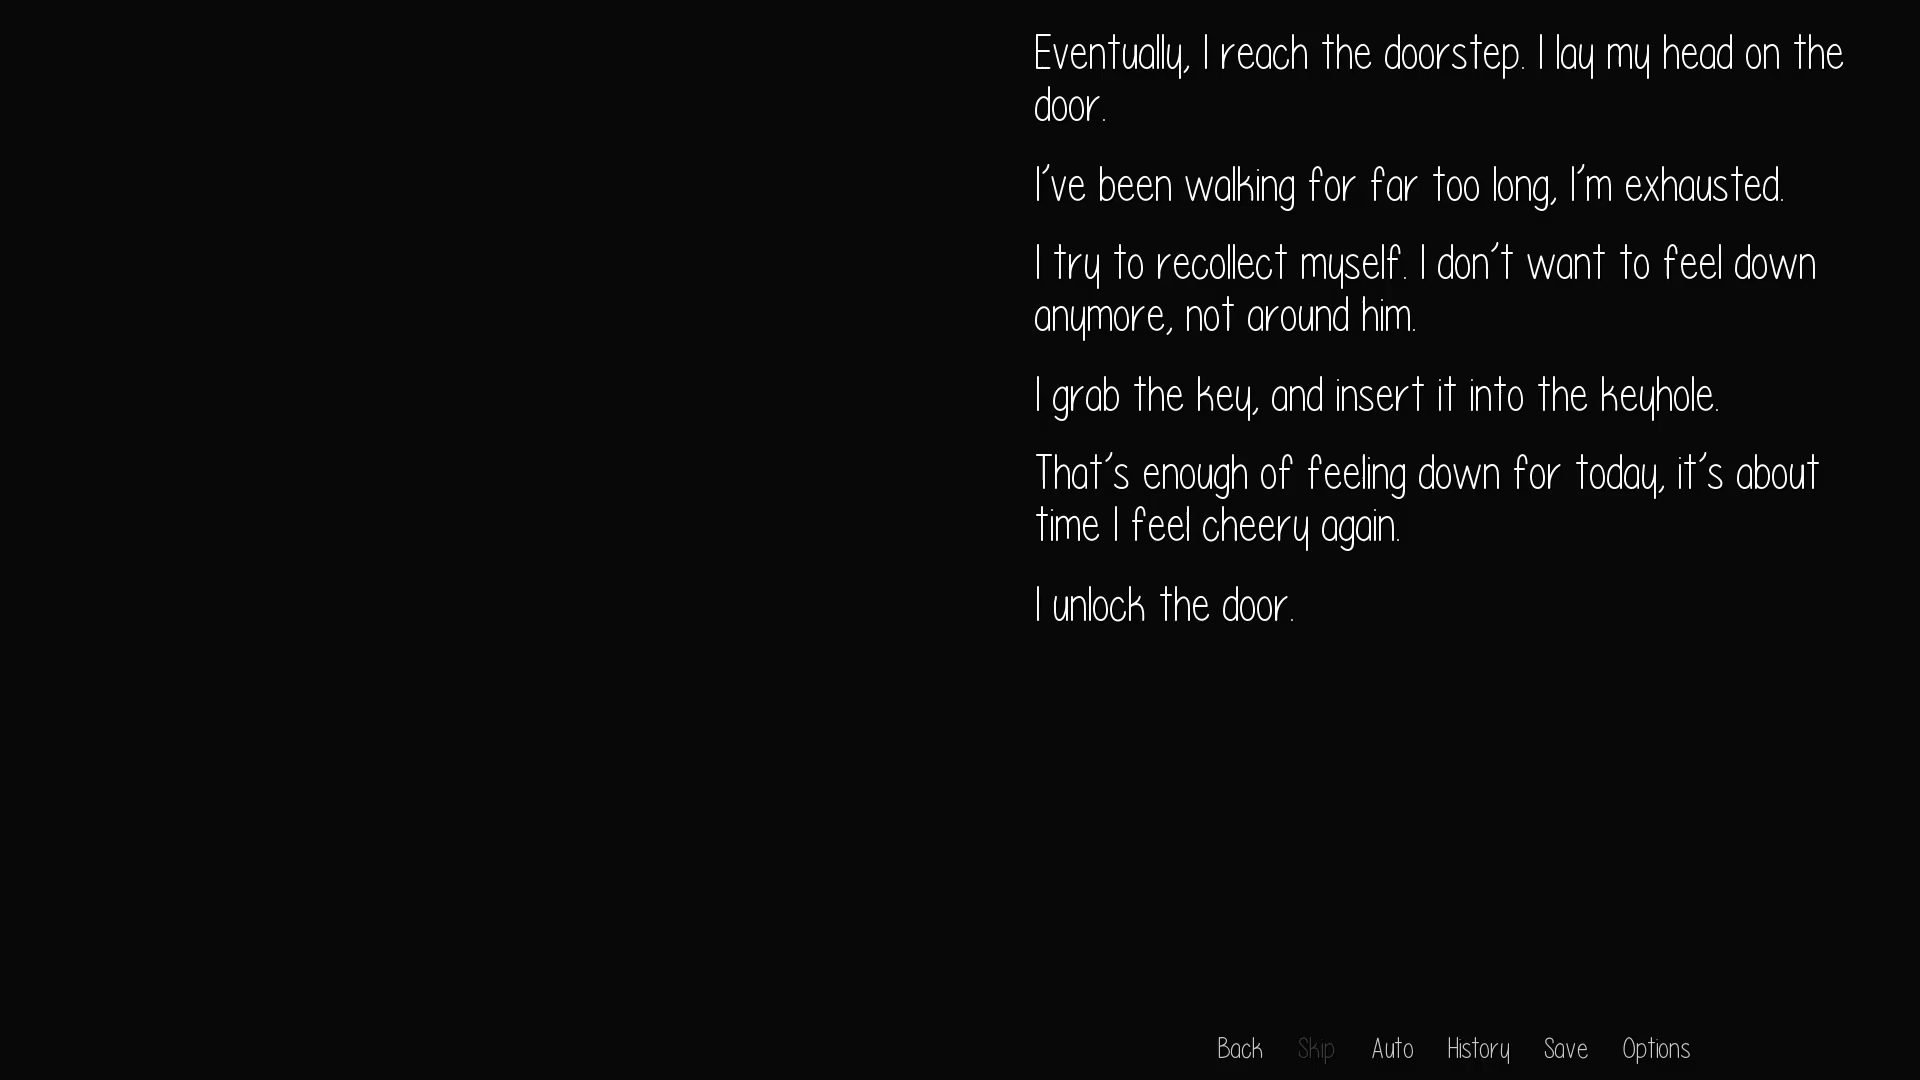 Eventually, I reach the doorstep. I lay my head on the
door.
I've been walking for far too long, I'm exhausted.
I try to recollect myself. I don't want to feel down
anymore, not around him.
I grab the key, and insert it into the keyhole.
That's enough of feeling down for today, it's about
time I feel cheery again.
I unlock the door.
Back Skip Auto History Save Options